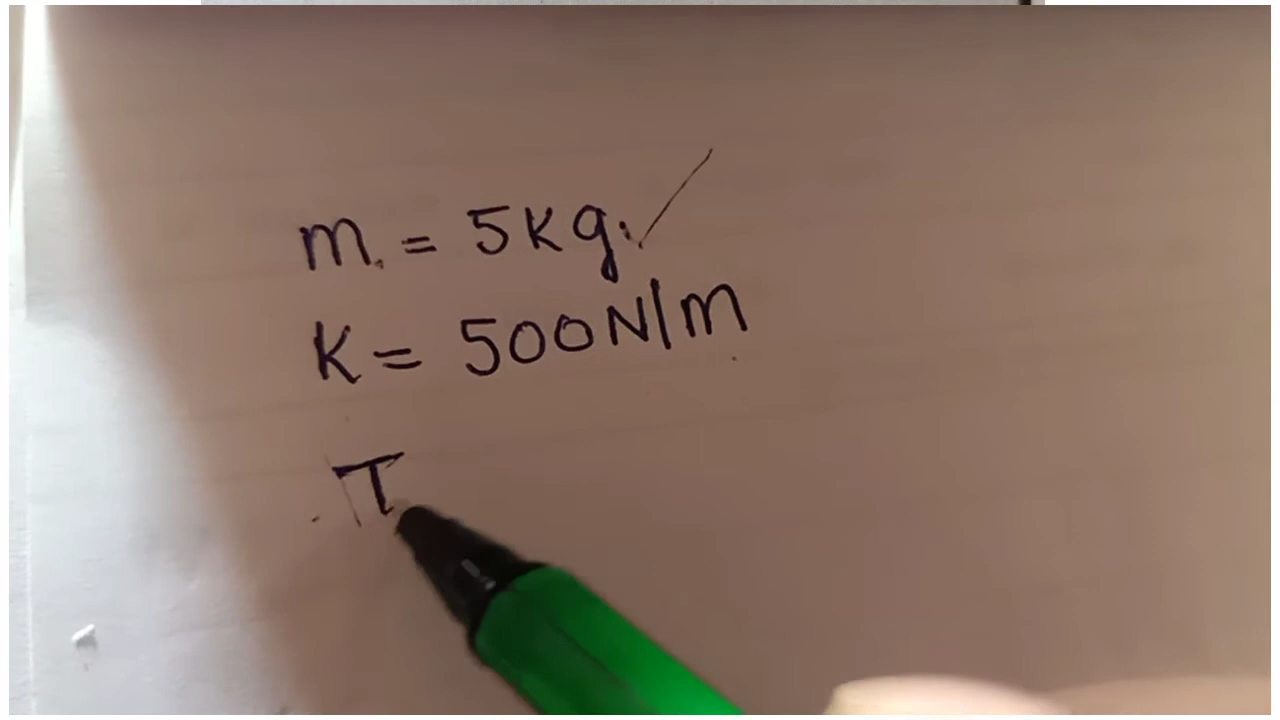 m = 5kg.
K = 500N/m
T